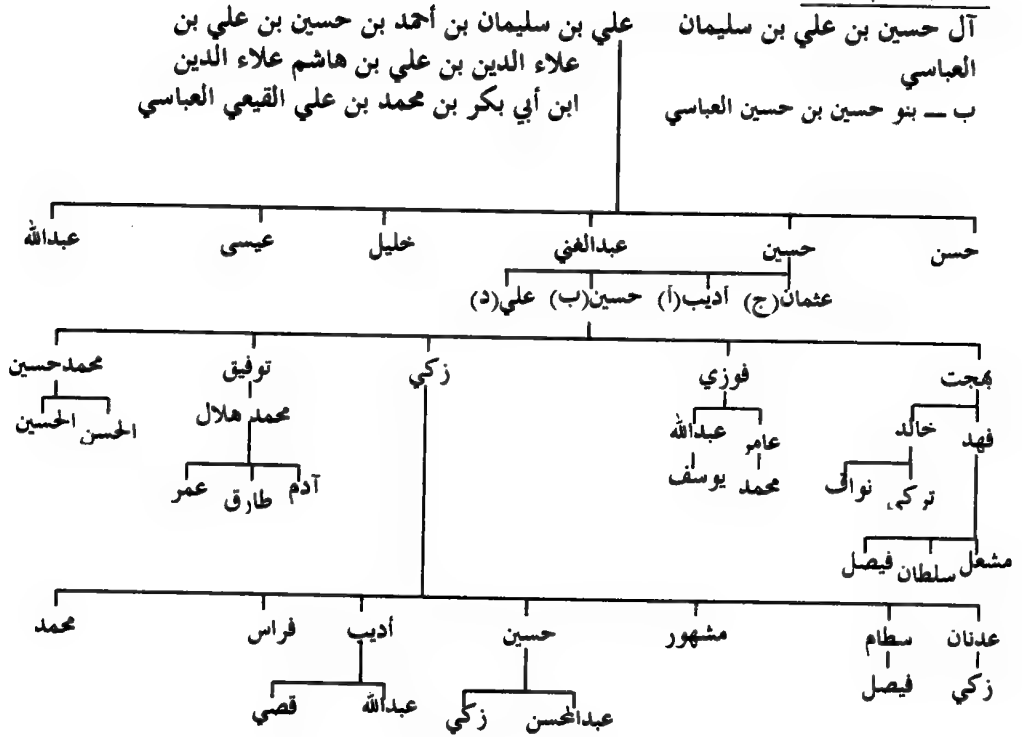 آل حسين بن علي بن سليمان
العباسي
ب — بنو حسين بن حسين العباسي
علي بن سليمان بن أحمد بن حسين بن علي بن
علاء الدين بن علي بن هاشم علاء الدين
ابن أبي بكر بن محمد بن علي القيعي العباسي
حسن حسين عبدالغني خليل عيسى عبدالله
عثمان(ج) أديب(أ) حسين(ب) علي(د)
بهجت فوزي زكي توفيق محمدحسين
فهد خالد عامر عبدالله محمد هلال الحسن الحسين
تركي نواف محمد يوسف آدم طارق عمر
مشعل سلطان فيصل
عدنان سطام مشهور حسين أديب فراس محمد
زكي فيصل عبدالمحسن زكي عبدالله قصي